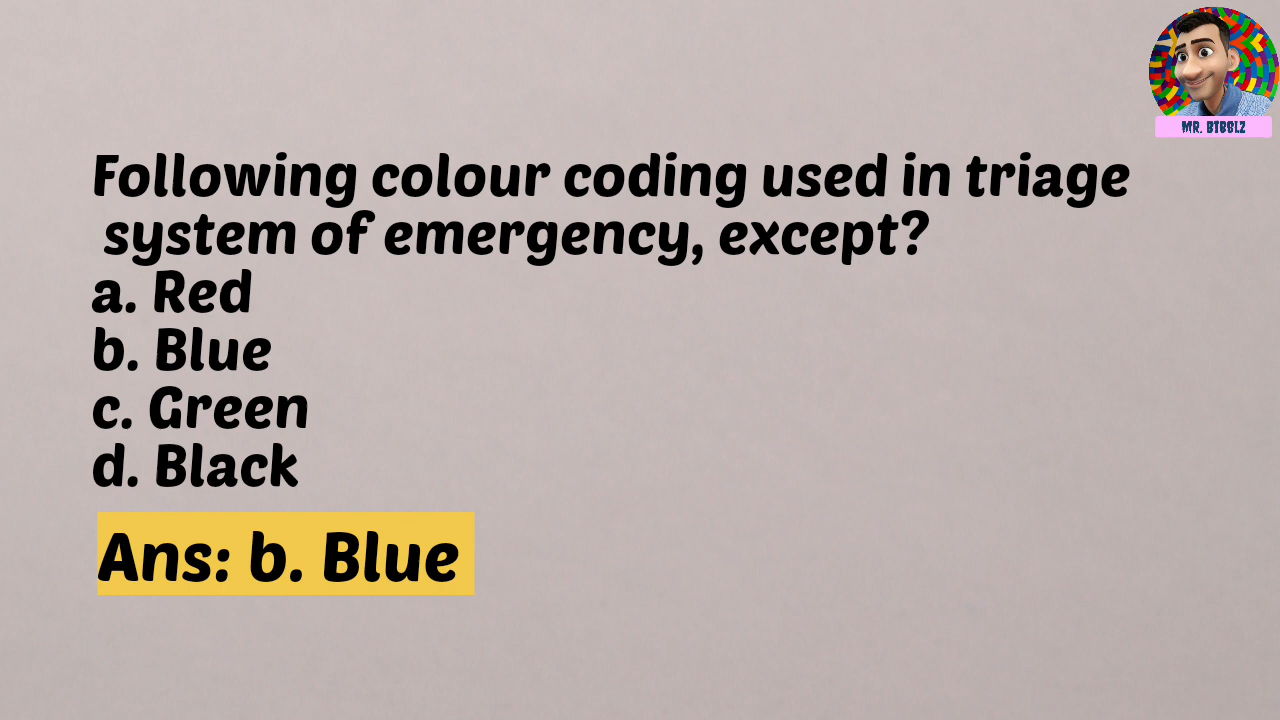 MR. BIBBLZ
Following colour coding used in triage
system of emergency, except?
a. Red
b. Blue
c. Green
d. Black
Ans: b. Blue